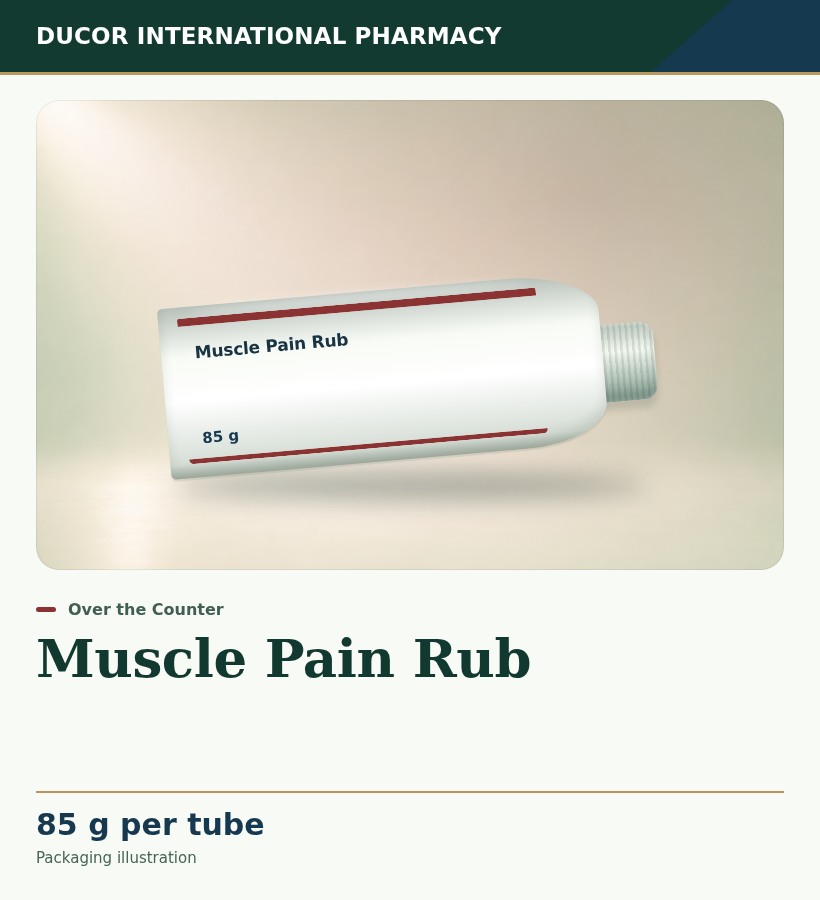 DUCOR INTERNATIONAL PHARMACY
Muscle Pain Rub
85 g
Over the Counter
Muscle Pain Rub
85 g per tube
Packaging illustration